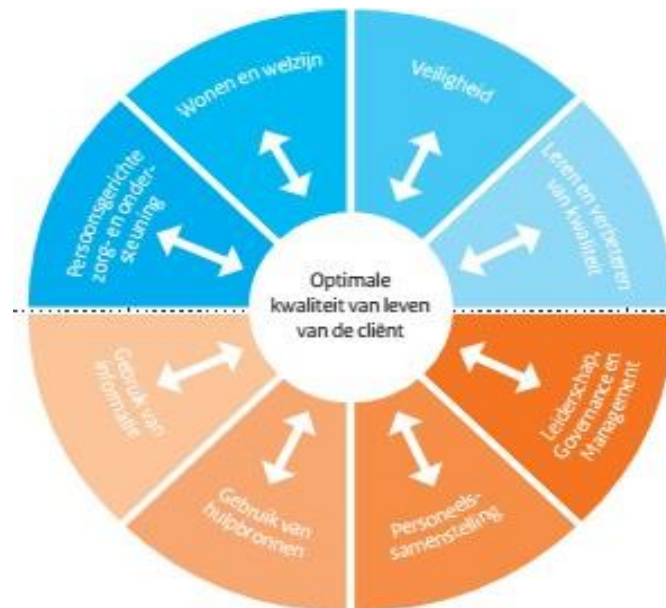 Wonen en welzijn
Veiligheid
Persoonsgerichte
zorg- en onder-
steuning
Leren en verbeteren
van kwaliteit
Optimale
kwaliteit van leven
van de cliënt
Gebruik van
informatie
Leiderschap,
Governance en
Management
Gebruik van
hulpbronnen
Personeels-
samenstelling